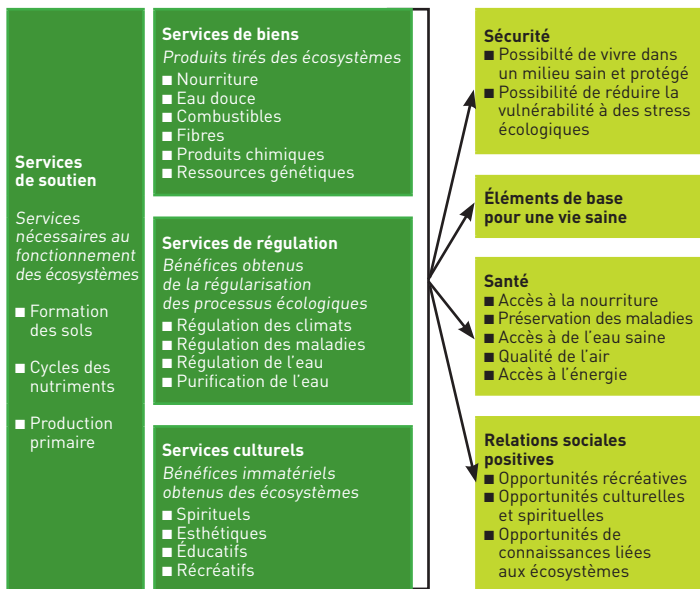 Services
de soutien
Services
nécessaires au
fonctionnement
des écosystèmes
■ Formation
des sols
■ Cycles des
nutriments
■ Production
primaire
Services de biens
Produits tirés des écosystèmes
■ Nourriture
■ Eau douce
■ Combustibles
■ Fibres
■ Produits chimiques
■ Ressources génétiques
Services de régulation
Bénéfices obtenus
de la régularisation
des processus écologiques
■ Régulation des climats
■ Régulation des maladies
■ Régulation de l'eau
■ Purification de l'eau
Services culturels
Bénéfices immatériels
obtenus des écosystèmes
■ Spirituels
■ Esthétiques
■ Éducatifs
■ Récréatifs
Sécurité
■ Possibilté de vivre dans
un milieu sain et protégé
■ Possibilité de réduire la
vulnérabilité à des stress
écologiques
Éléments de base
pour une vie saine
Santé
■ Accès à la nourriture
■ Préservation des maladies
■ Accès à de l'eau saine
■ Qualité de l'air
■ Accès à l'énergie
Relations sociales
positives
■ Opportunités récréatives
■ Opportunités culturelles
et spirituelles
■ Opportunités de
connaissances liées
aux écosystèmes